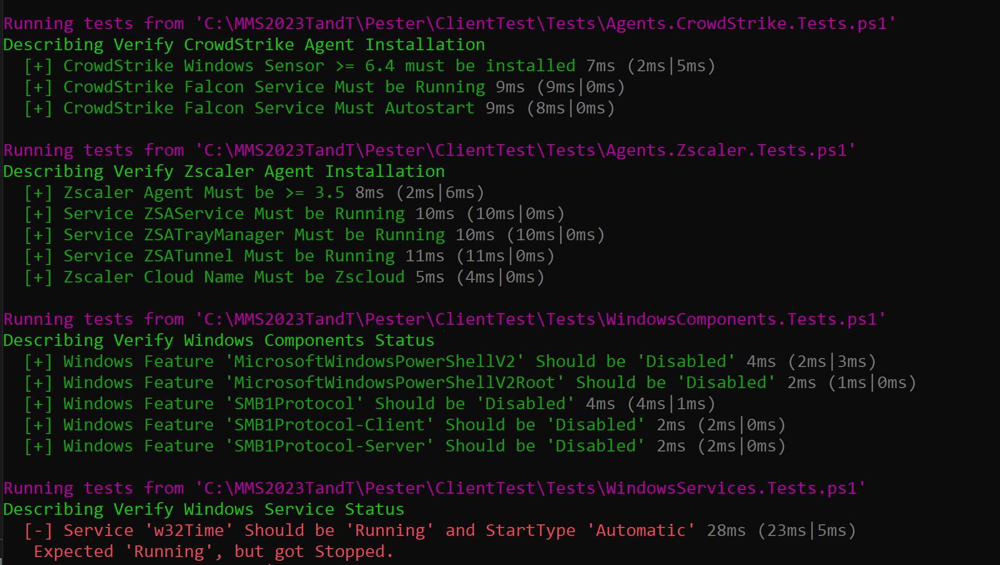 Running tests from 'C:\MMS2023TandT\Pester\ClientTest\Tests\Agents.CrowdStrike.Tests.ps1'
Describing Verify CrowdStrike Agent Installation
[+] CrowdStrike Windows Sensor >= 6.4 must be installed 7ms (2ms|5ms)
[+] CrowdStrike Falcon Service Must be Running 9ms (9ms|0ms)
[+] CrowdStrike Falcon Service Must Autostart 9ms (8ms|0ms)
Running tests from 'C:\MMS2023TandT\Pester\ClientTest\Tests\Agents.Zscaler.Tests.ps1'
Describing Verify Zscaler Agent Installation
[+] Zscaler Agent Must be >= 3.5 8ms (2ms|6ms)
[+] Service ZSAService Must be Running 10ms (10ms|0ms)
[+] Service ZSATrayManager Must be Running 10ms (10ms|0ms)
[+] Service ZSATunnel Must be Running 11ms (11ms|0ms)
[+] Zscaler Cloud Name Must be Zscloud 5ms (4ms|0ms)
Running tests from 'C:\MMS2023TandT\Pester\ClientTest\Tests\WindowsComponents.Tests.ps1'
Describing Verify Windows Components Status
[+] Windows Feature 'MicrosoftWindowsPowerShellV2' Should be 'Disabled' 4ms (2ms|3ms)
[+] Windows Feature 'MicrosoftWindowsPowerShellV2Root' Should be 'Disabled' 2ms (1ms|0ms)
[+] Windows Feature 'SMB1Protocol' Should be 'Disabled' 4ms (4ms|1ms)
[+] Windows Feature 'SMB1Protocol-Client' Should be 'Disabled' 2ms (2ms|0ms)
[+] Windows Feature 'SMB1Protocol-Server' Should be 'Disabled' 2ms (2ms|0ms)
Running tests from 'C:\MMS2023TandT\Pester\ClientTest\Tests\WindowsServices.Tests.ps1'
Describing Verify Windows Service Status
[-] Service 'w32Time' Should be 'Running' and StartType 'Automatic' 28ms (23ms|5ms)
Expected 'Running', but got Stopped.